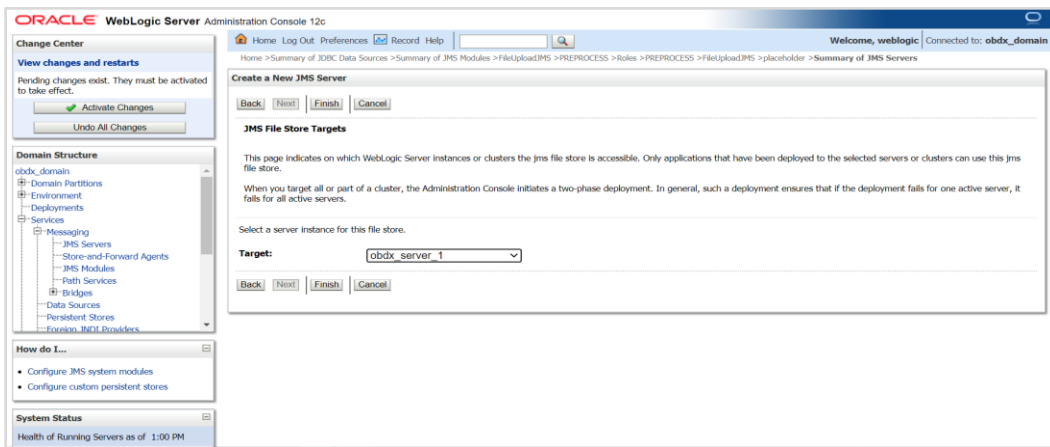 ORACLE WebLogic Server Administration Console 12c
Change Center
View changes and restarts
Pending changes exist. They must be activated
to take effect.
Activate Changes
Undo All Changes
Domain Structure
obdx_domain
Domain Partitions
Environment
Deployments
Services
Messaging
JMS Servers
Store-and-Forward Agents
JMS Modules
Path Services
Bridges
Data Sources
Persistent Stores
Foreign JNDI Providers
How do I...
Configure JMS system modules
Configure custom persistent stores
System Status
Health of Running Servers as of 1:00 PM
Home Log Out Preferences Record Help
Welcome, weblogic Connected to: obdx_domain
Home >Summary of JDBC Data Sources >Summary of JMS Modules >FileUploadJMS >PREPROCESS >Roles >PREPROCESS >FileUploadJMS >placeholder >Summary of JMS Servers
Create a New JMS Server
Back Next Finish Cancel
JMS File Store Targets
This page indicates on which WebLogic Server instances or clusters the jms file store is accessible. Only applications that have been deployed to the selected servers or clusters can use this jms
file store.
When you target all or part of a cluster, the Administration Console initiates a two-phase deployment. In general, such a deployment ensures that if the deployment fails for one active server, it
fails for all active servers.
Select a server instance for this file store.
Target: obdx_server_1
Back Next Finish Cancel